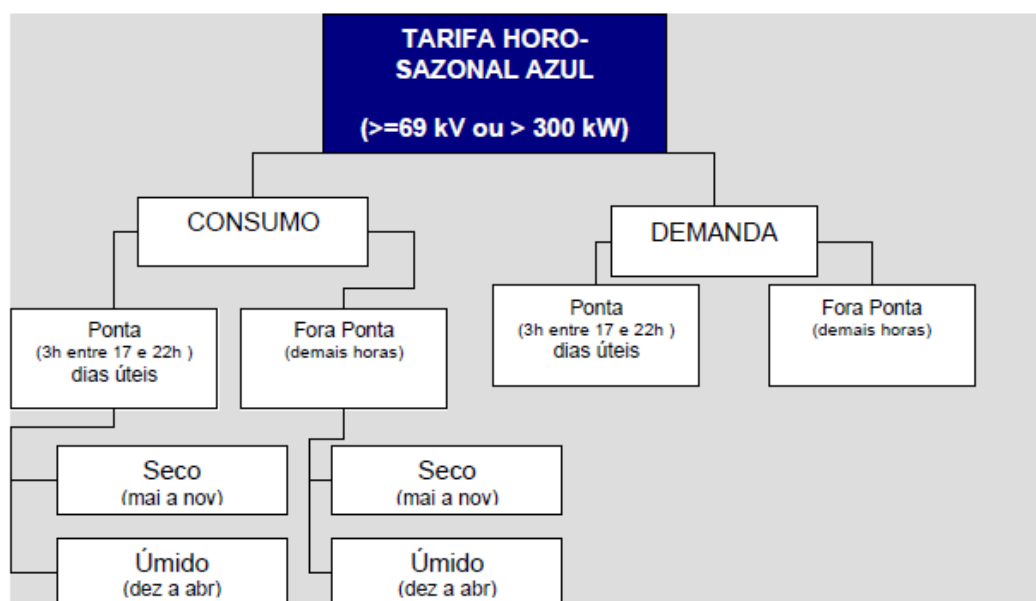 TARIFA HORO-
SAZONAL AZUL
(>=69 kV ou > 300 kW)
CONSUMO
DEMANDA
Ponta
(3h entre 17 e 22h )
dias úteis
Fora Ponta
(demais horas)
Ponta
(3h entre 17 e 22h )
dias úteis
Fora Ponta
(demais horas)
Seco
(mai a nov)
Seco
(mai a nov)
Úmido
(dez a abr)
Úmido
(dez a abr)